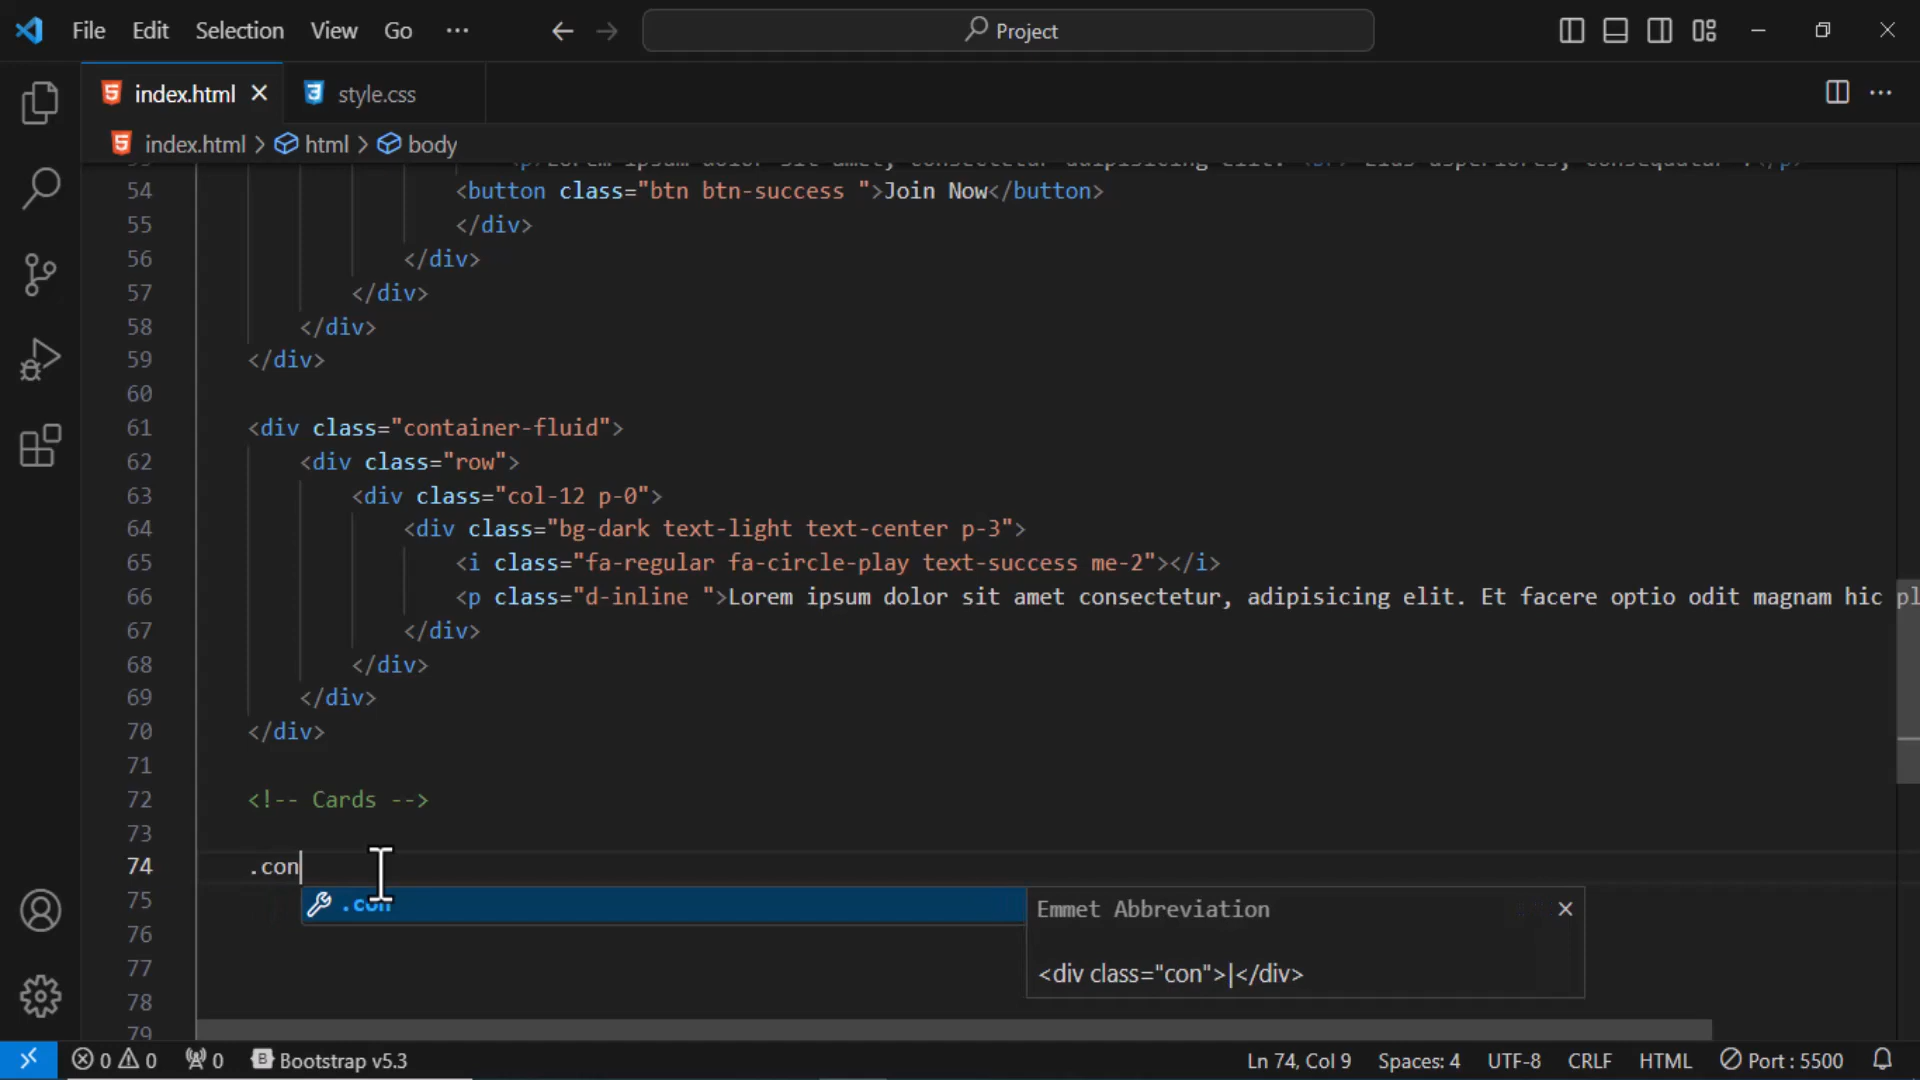 File Edit Selection View Go ··· Project
index.html style.css
index.html > html > body
54 <button class="btn btn-success ">Join Now</button>
55 </div>
56 </div>
57 </div>
58 </div>
59 </div>
60
61 <div class="container-fluid">
62 <div class="row">
63 <div class="col-12 p-0">
64 <div class="bg-dark text-light text-center p-3">
65 <i class="fa-regular fa-circle-play text-success me-2"></i>
66 <p class="d-inline ">Lorem ipsum dolor sit amet consectetur, adipisicing elit. Et facere optio odit magnam hic pl
67 </div>
68 </div>
69 </div>
70 </div>
71
72 <!-- Cards -->
73
74 .con
75 .con Emmet Abbreviation
76
77 <div class="con">|</div>
78
79
0 0 0 Bootstrap v5.3 Ln 74, Col 9 Spaces: 4 UTF-8 CRLF HTML Port : 5500